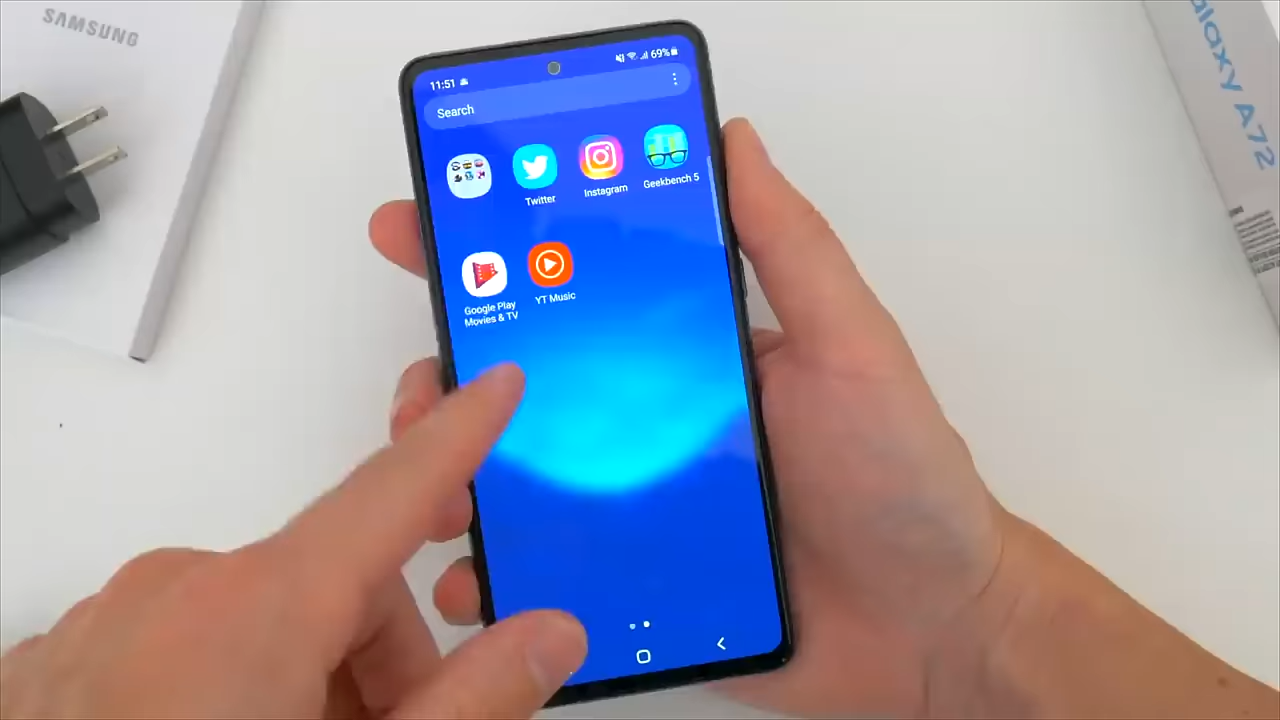 SAMSUNG
11:51
69%
Search
Twitter
Instagram
Geekbench 5
Google Play
Movies & TV
YT Music
alaxy A72